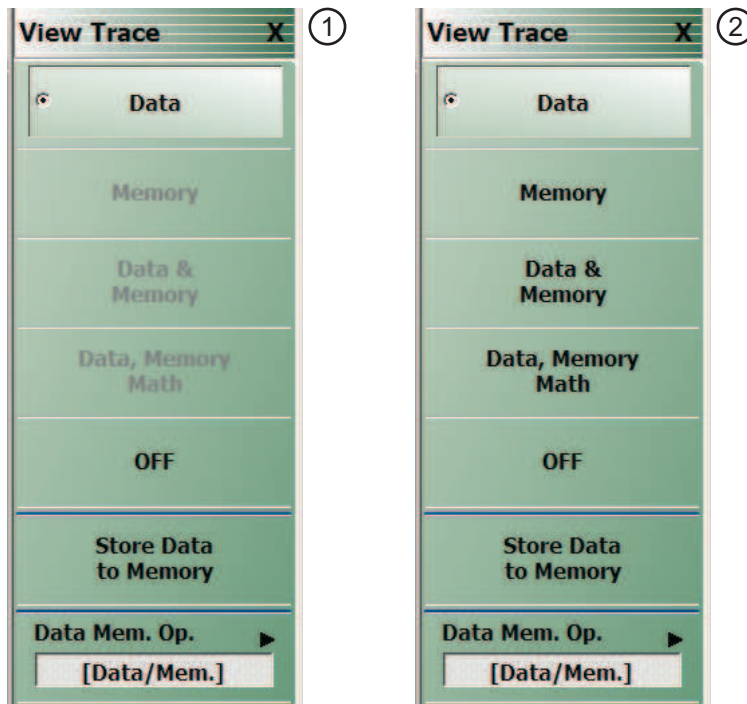 View Trace X
1
Data
Memory
Data &
Memory
Data, Memory
Math
OFF
Store Data
to Memory
Data Mem. Op.
[Data/Mem.]
View Trace X
2
Data
Memory
Data &
Memory
Data, Memory
Math
OFF
Store Data
to Memory
Data Mem. Op.
[Data/Mem.]